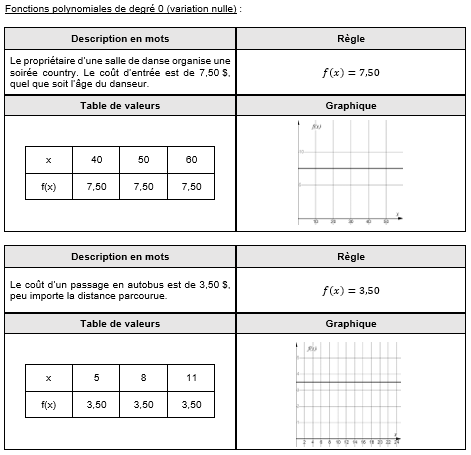 Fonctions polynomiales de degré 0 (variation nulle) :
Description en mots
Règle
Le propriétaire d'une salle de danse organise une
soirée country. Le coût d'entrée est de 7,50 $,
quel que soit l'âge du danseur.
f(x) = 7,50
Table de valeurs
Graphique
x 40 50 60
f(x) 7,50 7,50 7,50
f(x)
x
10 20 30 40 50
Description en mots
Règle
Le coût d'un passage en autobus est de 3,50 $,
peu importe la distance parcourue.
f(x) = 3,50
Table de valeurs
Graphique
x 5 8 11
f(x) 3,50 3,50 3,50
f(x)
x
2 4 6 8 10 12 14 16 18 20 22 24